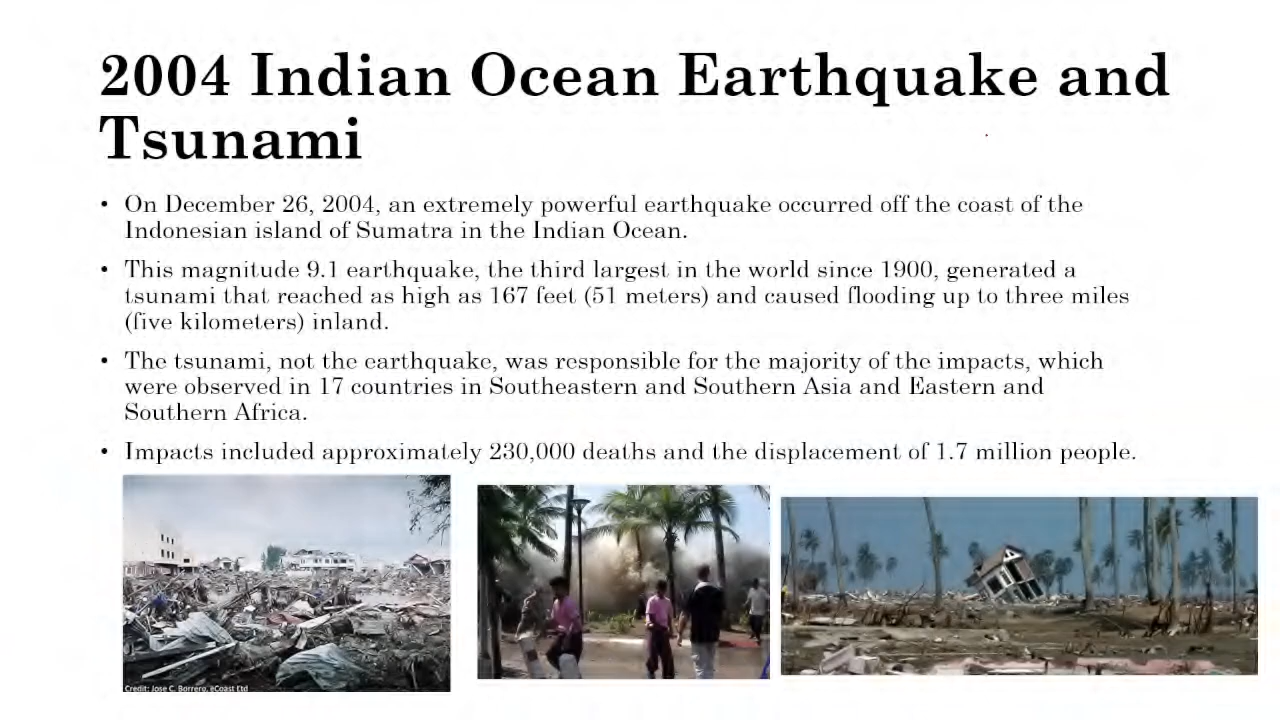 2004 Indian Ocean Earthquake and
Tsunami
• On December 26, 2004, an extremely powerful earthquake occurred off the coast of the
Indonesian island of Sumatra in the Indian Ocean.
• This magnitude 9.1 earthquake, the third largest in the world since 1900, generated a
tsunami that reached as high as 167 feet (51 meters) and caused flooding up to three miles
(five kilometers) inland.
• The tsunami, not the earthquake, was responsible for the majority of the impacts, which
were observed in 17 countries in Southeastern and Southern Asia and Eastern and
Southern Africa.
• Impacts included approximately 230,000 deaths and the displacement of 1.7 million people.
Credit: Jose C. Borrero, eCoast Ltd